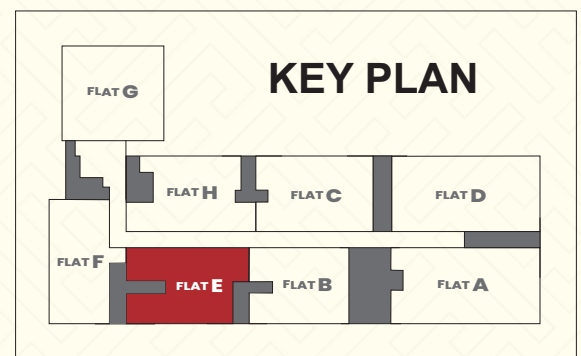 KEY PLAN
FLAT G
FLAT H
FLAT C
FLAT D
FLAT F
FLAT E
FLAT B
FLAT A